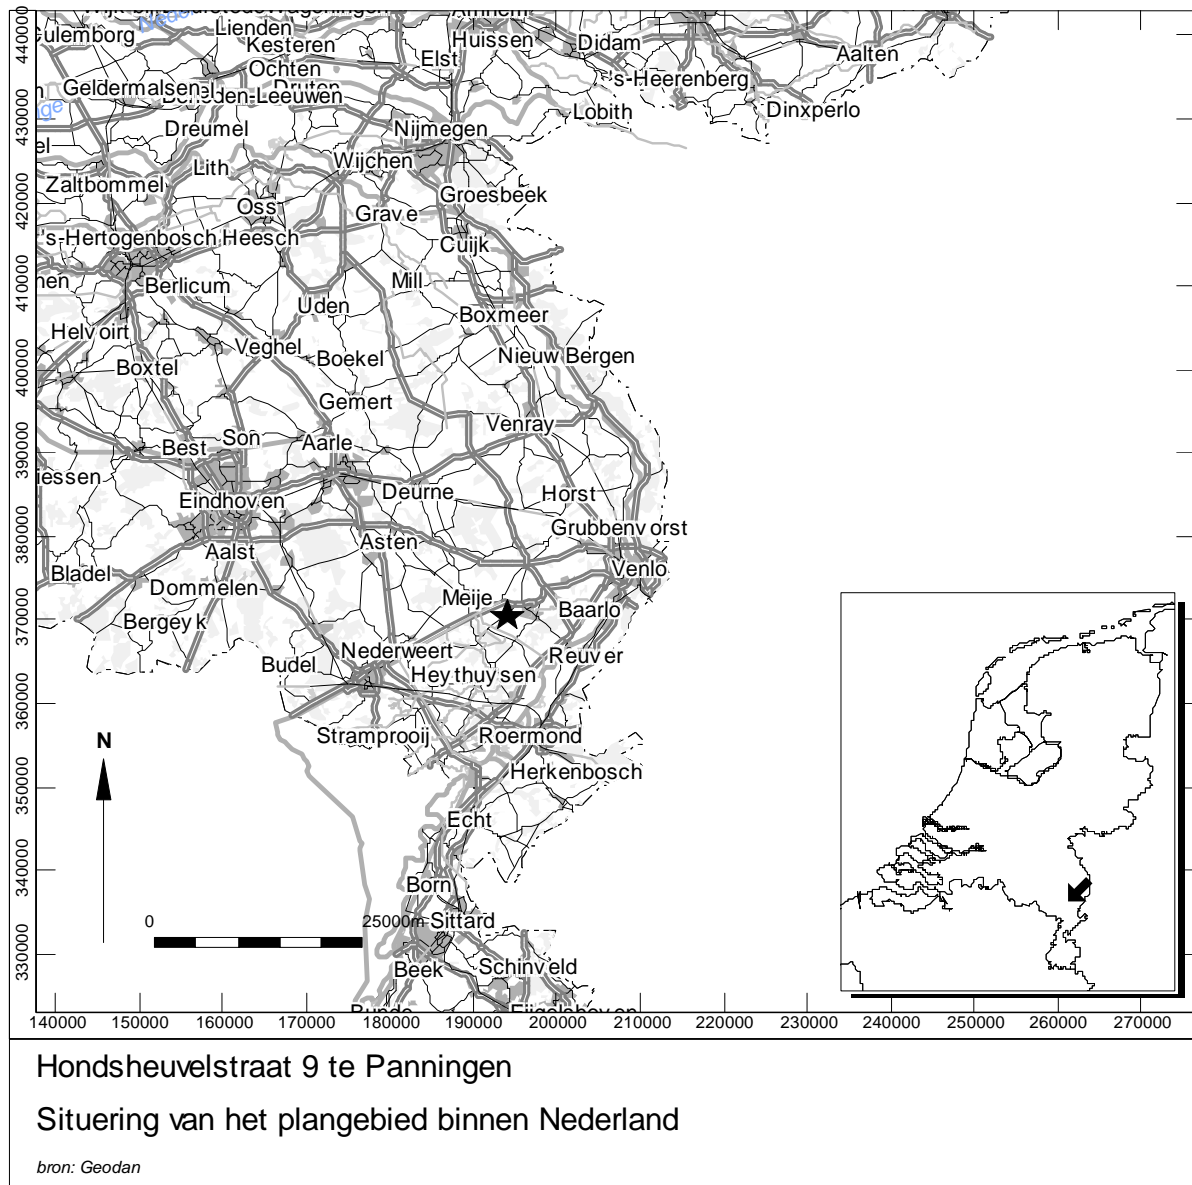 Lienden
Culemborg
Kesteren
Huissen
Didam
Elst
Aalten
Ochten
's-Heerenberg
Geldermalsen
Beneden-Leeuwen
Druten
Lobith
Dinxperlo
Dreumel
Nijmegen
Lith
Wijchen
Zaltbommel
Groesbeek
Oss
Grave
's-Hertogenbosch
Heesch
Cuijk
Berlicum
Mill
Uden
Boxmeer
Helvoirt
Veghel
Boekel
Nieuw Bergen
Boxtel
Gemert
Venray
Best
Son
Aarle
iessen
Deurne
Horst
Eindhoven
Grubbenvorst
Aalst
Asten
Venlo
Bladel
Dommelen
Meije
Baarlo
Bergeyk
Nederweert
Reuver
Budel
Heythuysen
Stramprooij
Roermond
Herkenbosch
Echt
Born
Sittard
Beek
Schinveld
N
0
25000m
440000
430000
420000
410000
400000
390000
380000
370000
360000
350000
340000
330000
140000 150000 160000 170000 180000 190000 200000 210000 220000 230000 240000 250000 260000 270000
Hondsheuvelstraat 9 te Panningen
Situering van het plangebied binnen Nederland
bron: Geodan